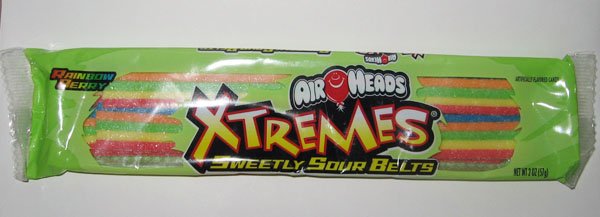 RAINBOW
BERRY
AIRHEADS
ARTIFICIALLY FLAVORED CANDY
XTREMES®
SWEETLY SOUR BELTS
NET WT 2 OZ (57g)